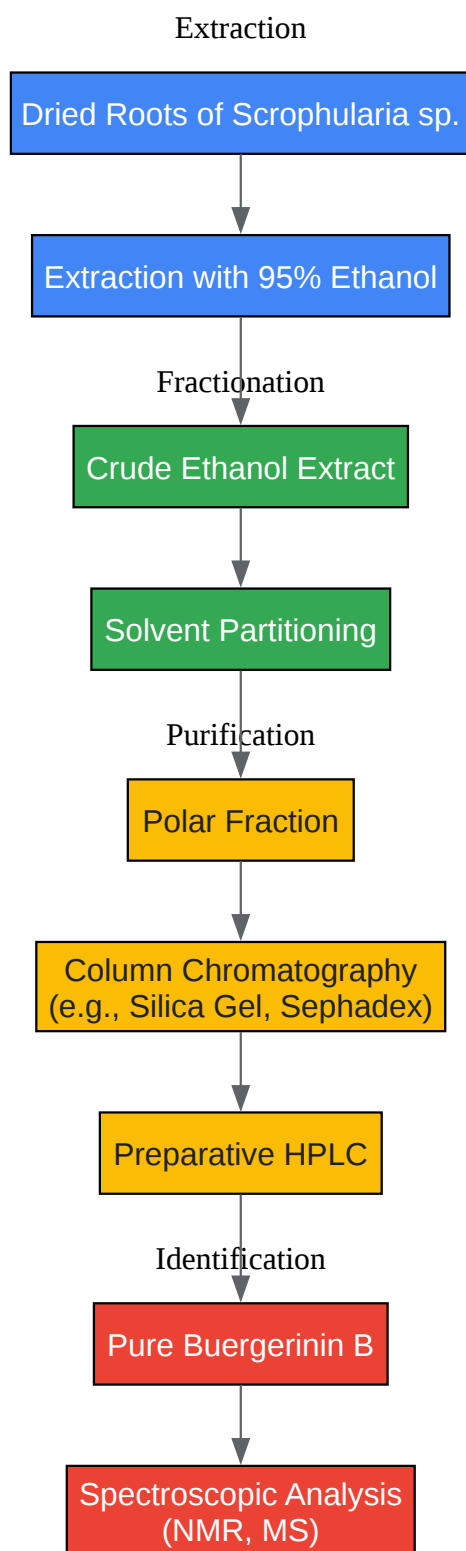 Extraction
Dried Roots of Scrophularia sp.
Extraction with 95% Ethanol
Fractionation
Crude Ethanol Extract
Solvent Partitioning
Purification
Polar Fraction
Column Chromatography
(e.g., Silica Gel, Sephadex)
Preparative HPLC
Identification
Pure Buergerinin B
Spectroscopic Analysis
(NMR, MS)